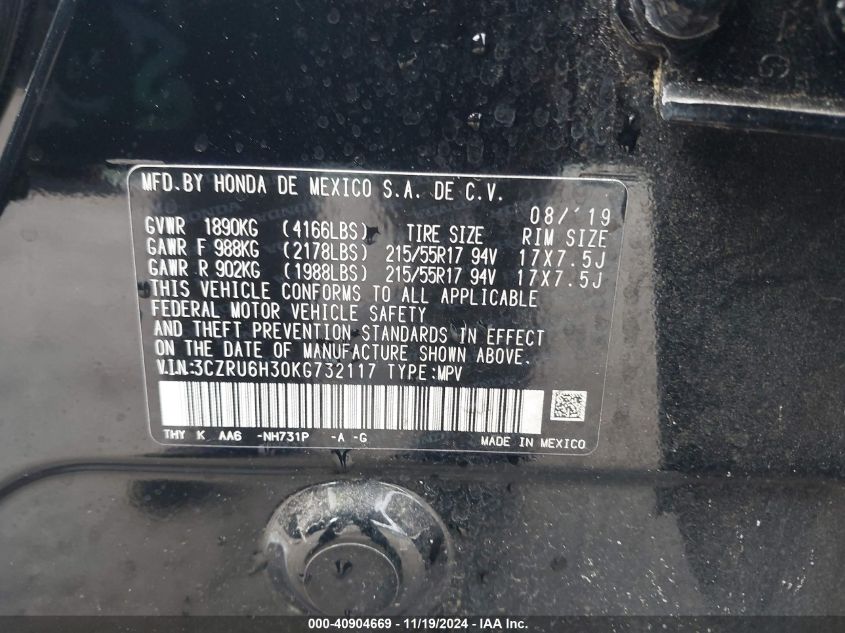 MFD.BY HONDA DE MEXICO S.A. DE C.V.
08/'19
GVWR 1890KG (4166LBS) TIRE SIZE RIM SIZE
GAWR F 988KG (2178LBS) 215/55R17 94V 17X7.5J
GAWR R 902KG (1988LBS) 215/55R17 94V 17X7.5J
THIS VEHICLE CONFORMS TO ALL APPLICABLE
FEDERAL MOTOR VEHICLE SAFETY
AND THEFT PREVENTION STANDARDS IN EFFECT
ON THE DATE OF MANUFACTURE SHOWN ABOVE.
V.I.N.:3CZRU6H30KG732117 TYPE:MPV
THY K AA6 -NH731P -A -G MADE IN MEXICO
000-40904669 - 11/19/2024 - IAA Inc.